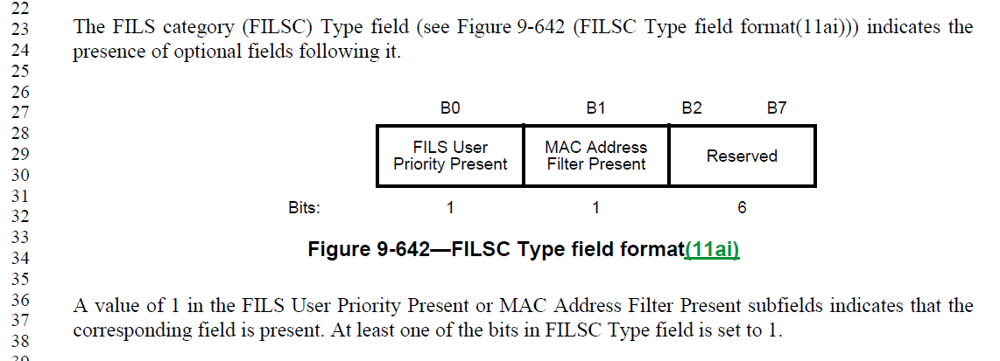 22
23 The FILS category (FILSC) Type field (see Figure 9-642 (FILSC Type field format(11ai))) indicates the
24 presence of optional fields following it.
25
26
27 B0 B1 B2 B7
28
29 FILS User Priority Present MAC Address Filter Present Reserved
30
31
32 Bits: 1 1 6
33
34 Figure 9-642—FILSC Type field format(11ai)
35
36 A value of 1 in the FILS User Priority Present or MAC Address Filter Present subfields indicates that the
37 corresponding field is present. At least one of the bits in FILSC Type field is set to 1.
38